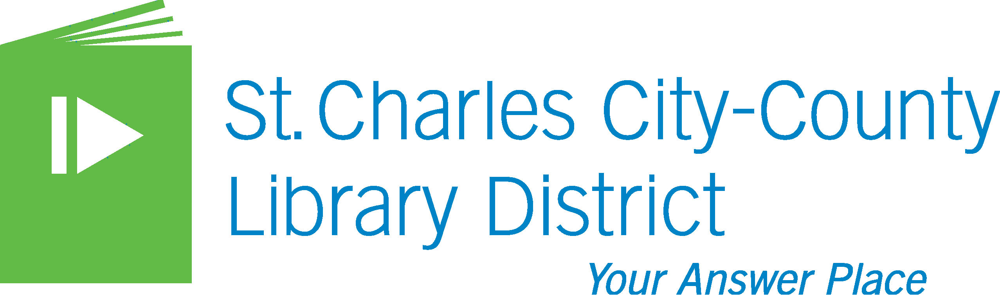 St. Charles City-County
Library District
Your Answer Place